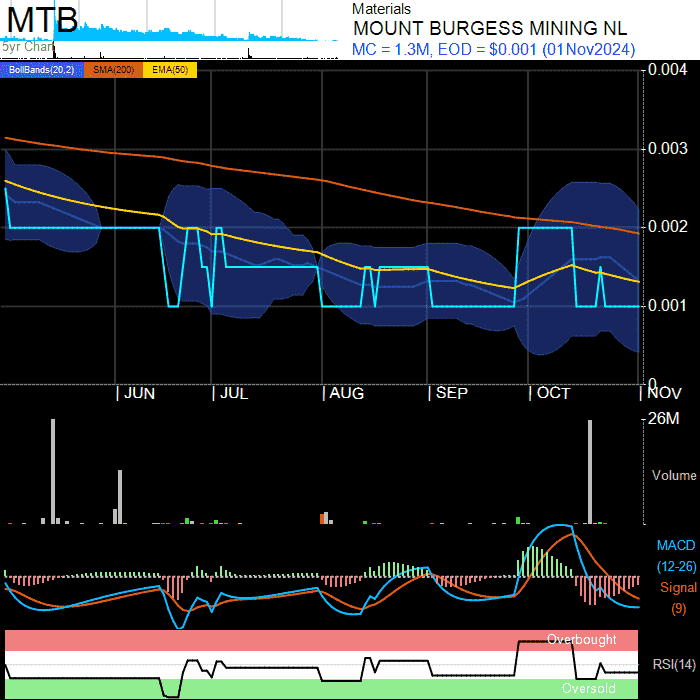 MTB
5yr Chart
Materials
MOUNT BURGESS MINING NL
MC = 1.3M, EOD = $0.001 (01Nov2024)
BollBands(20,2) SMA(200) EMA(50)
0.004
0.003
0.002
0.001
0
JUN JUL AUG SEP OCT NOV
26M
Volume
MACD
(12-26)
Signal
(9)
Overbought
RSI(14)
Oversold